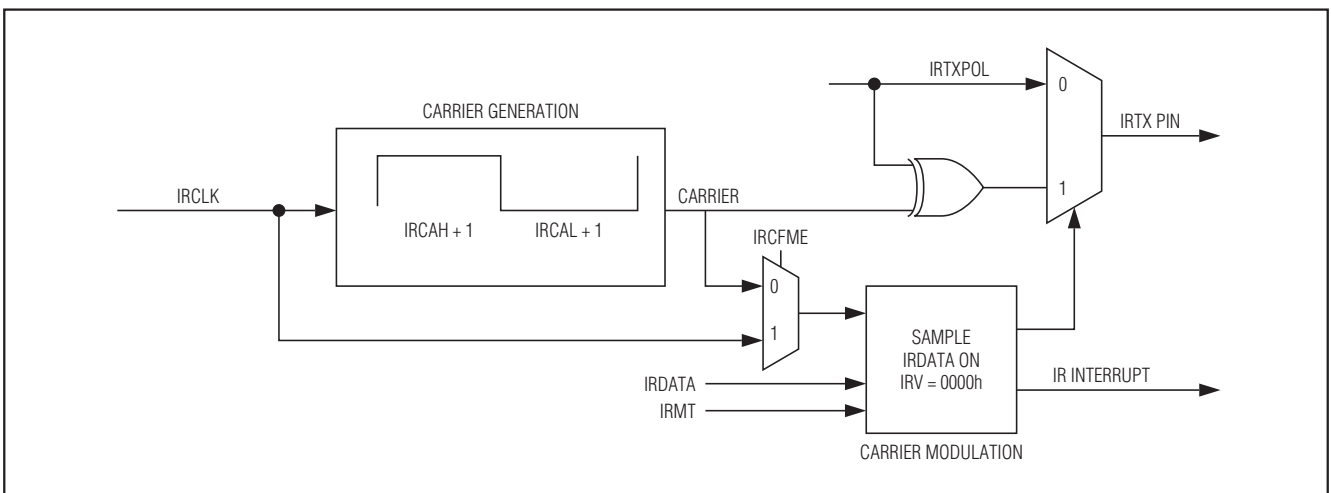 IRTXPOL
0
CARRIER GENERATION
IRTX PIN
IRCLK
CARRIER
1
IRCAH + 1
IRCAL + 1
IRCFME
0
1
SAMPLE
IRDATA ON
IRV = 0000h
IRDATA
IR INTERRUPT
IRMT
CARRIER MODULATION